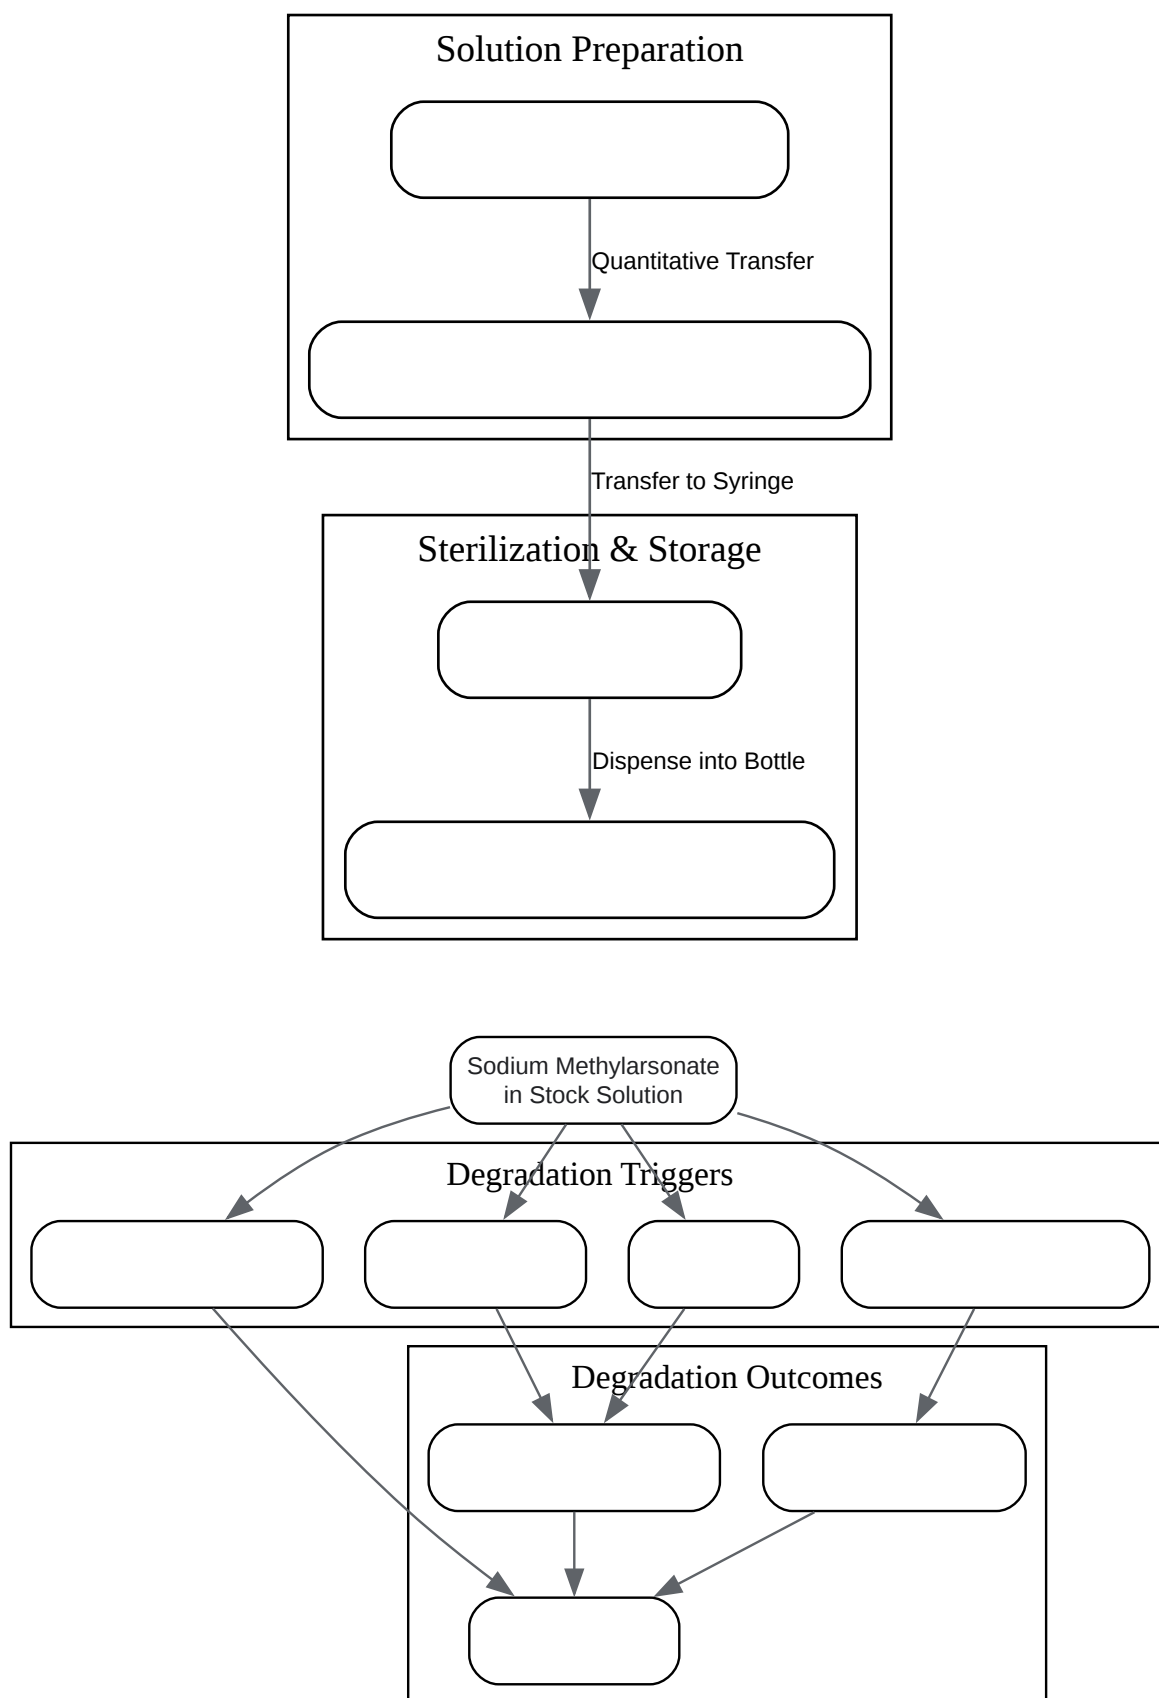 Solution Preparation
Quantitative Transfer
Transfer to Syringe
Sterilization & Storage
Dispense into Bottle
Sodium Methylarsonate
in Stock Solution
Degradation Triggers
Degradation Outcomes